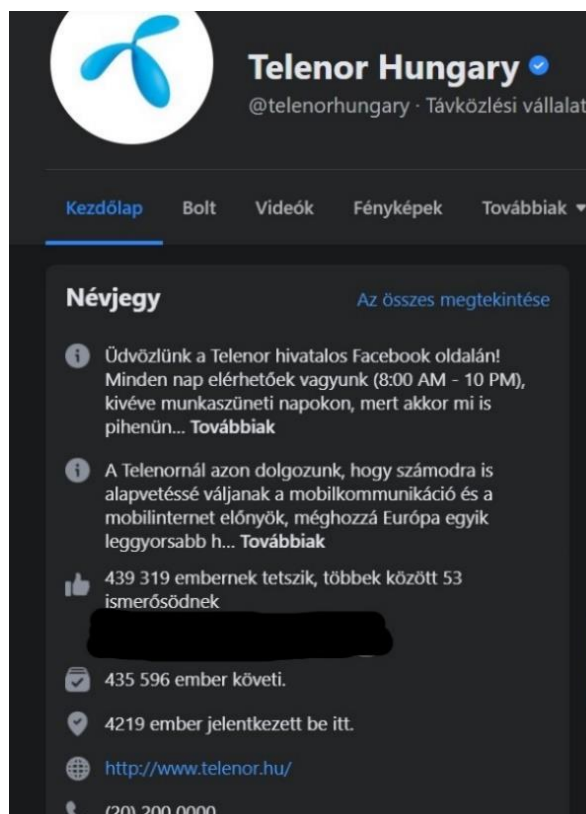 Telenor Hungary
@telenorhungary · Távközlési vállalat
Kezdőlap Bolt Videók Fényképek Továbbiak
Névjegy Az összes megtekintése
Üdvözlünk a Telenor hivatalos Facebook oldalán!
Minden nap elérhetőek vagyunk (8:00 AM - 10 PM),
kivéve munkaszüneti napokon, mert akkor mi is
pihenün... Továbbiak
A Telenornál azon dolgozunk, hogy számodra is
alapvetéssé váljanak a mobilkommunikáció és a
mobilinternet előnyök, méghozzá Európa egyik
leggyorsabb h... Továbbiak
439 319 embernek tetszik, többek között 53
ismerősödnek
435 596 ember követi.
4219 ember jelentkezett be itt.
http://www.telenor.hu/
(20) 200 0000